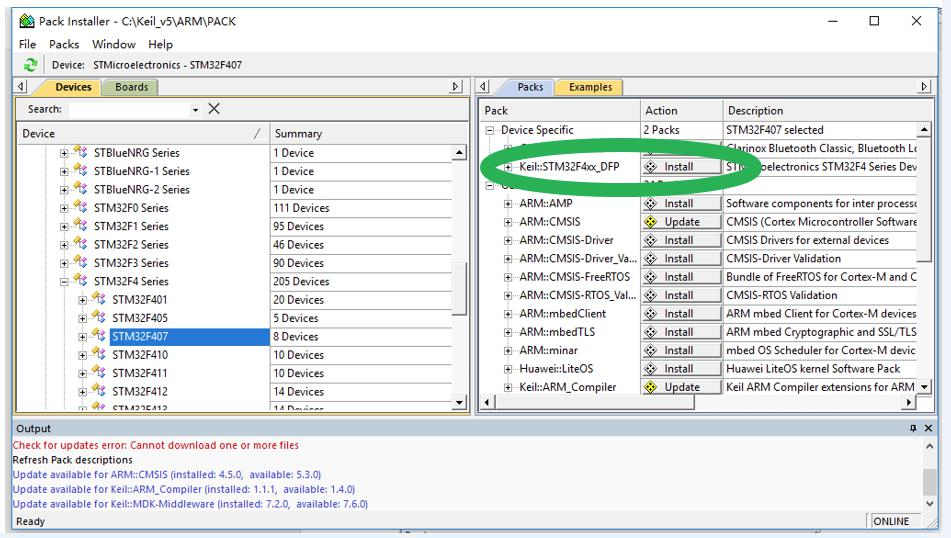 Pack Installer - C:\Keil_v5\ARM\PACK
File Packs Window Help
Device: STMicroelectronics - STM32F407
Devices Boards
Search:
Device Summary
STBlueNRG Series 1 Device
STBlueNRG-1 Series 1 Device
STBlueNRG-2 Series 1 Device
STM32F0 Series 111 Devices
STM32F1 Series 95 Devices
STM32F2 Series 46 Devices
STM32F3 Series 90 Devices
STM32F4 Series 205 Devices
STM32F401 20 Devices
STM32F405 5 Devices
STM32F407 8 Devices
STM32F410 10 Devices
STM32F411 10 Devices
STM32F412 14 Devices
STM32F413 14 Devices
Packs Examples
Pack Action Description
Device Specific 2 Packs STM32F407 selected
Clarinox Bluetooth Classic, Bluetooth Lo
Keil::STM32F4xx_DFP Install electronics STM32F4 Series Dev
ARM::AMP Install Software components for inter processo
ARM::CMSIS Update CMSIS (Cortex Microcontroller Software
ARM::CMSIS-Driver Install CMSIS Drivers for external devices
ARM::CMSIS-Driver_Va... Install CMSIS-Driver Validation
ARM::CMSIS-FreeRTOS Install Bundle of FreeRTOS for Cortex-M and C
ARM::CMSIS-RTOS_Val... Install CMSIS-RTOS Validation
ARM::mbedClient Install ARM mbed Client for Cortex-M devices
ARM::mbedTLS Install ARM mbed Cryptographic and SSL/TLS
ARM::minar Install mbed OS Scheduler for Cortex-M devic
Huawei::LiteOS Install Huawei LiteOS kernel Software Pack
Keil::ARM_Compiler Update Keil ARM Compiler extensions for ARM
Output
Check for updates error: Cannot download one or more files
Refresh Pack descriptions
Update available for ARM::CMSIS (installed: 4.5.0, available: 5.3.0)
Update available for Keil::ARM_Compiler (installed: 1.1.1, available: 1.4.0)
Update available for Keil::MDK-Middleware (installed: 7.2.0, available: 7.6.0)
Ready ONLINE